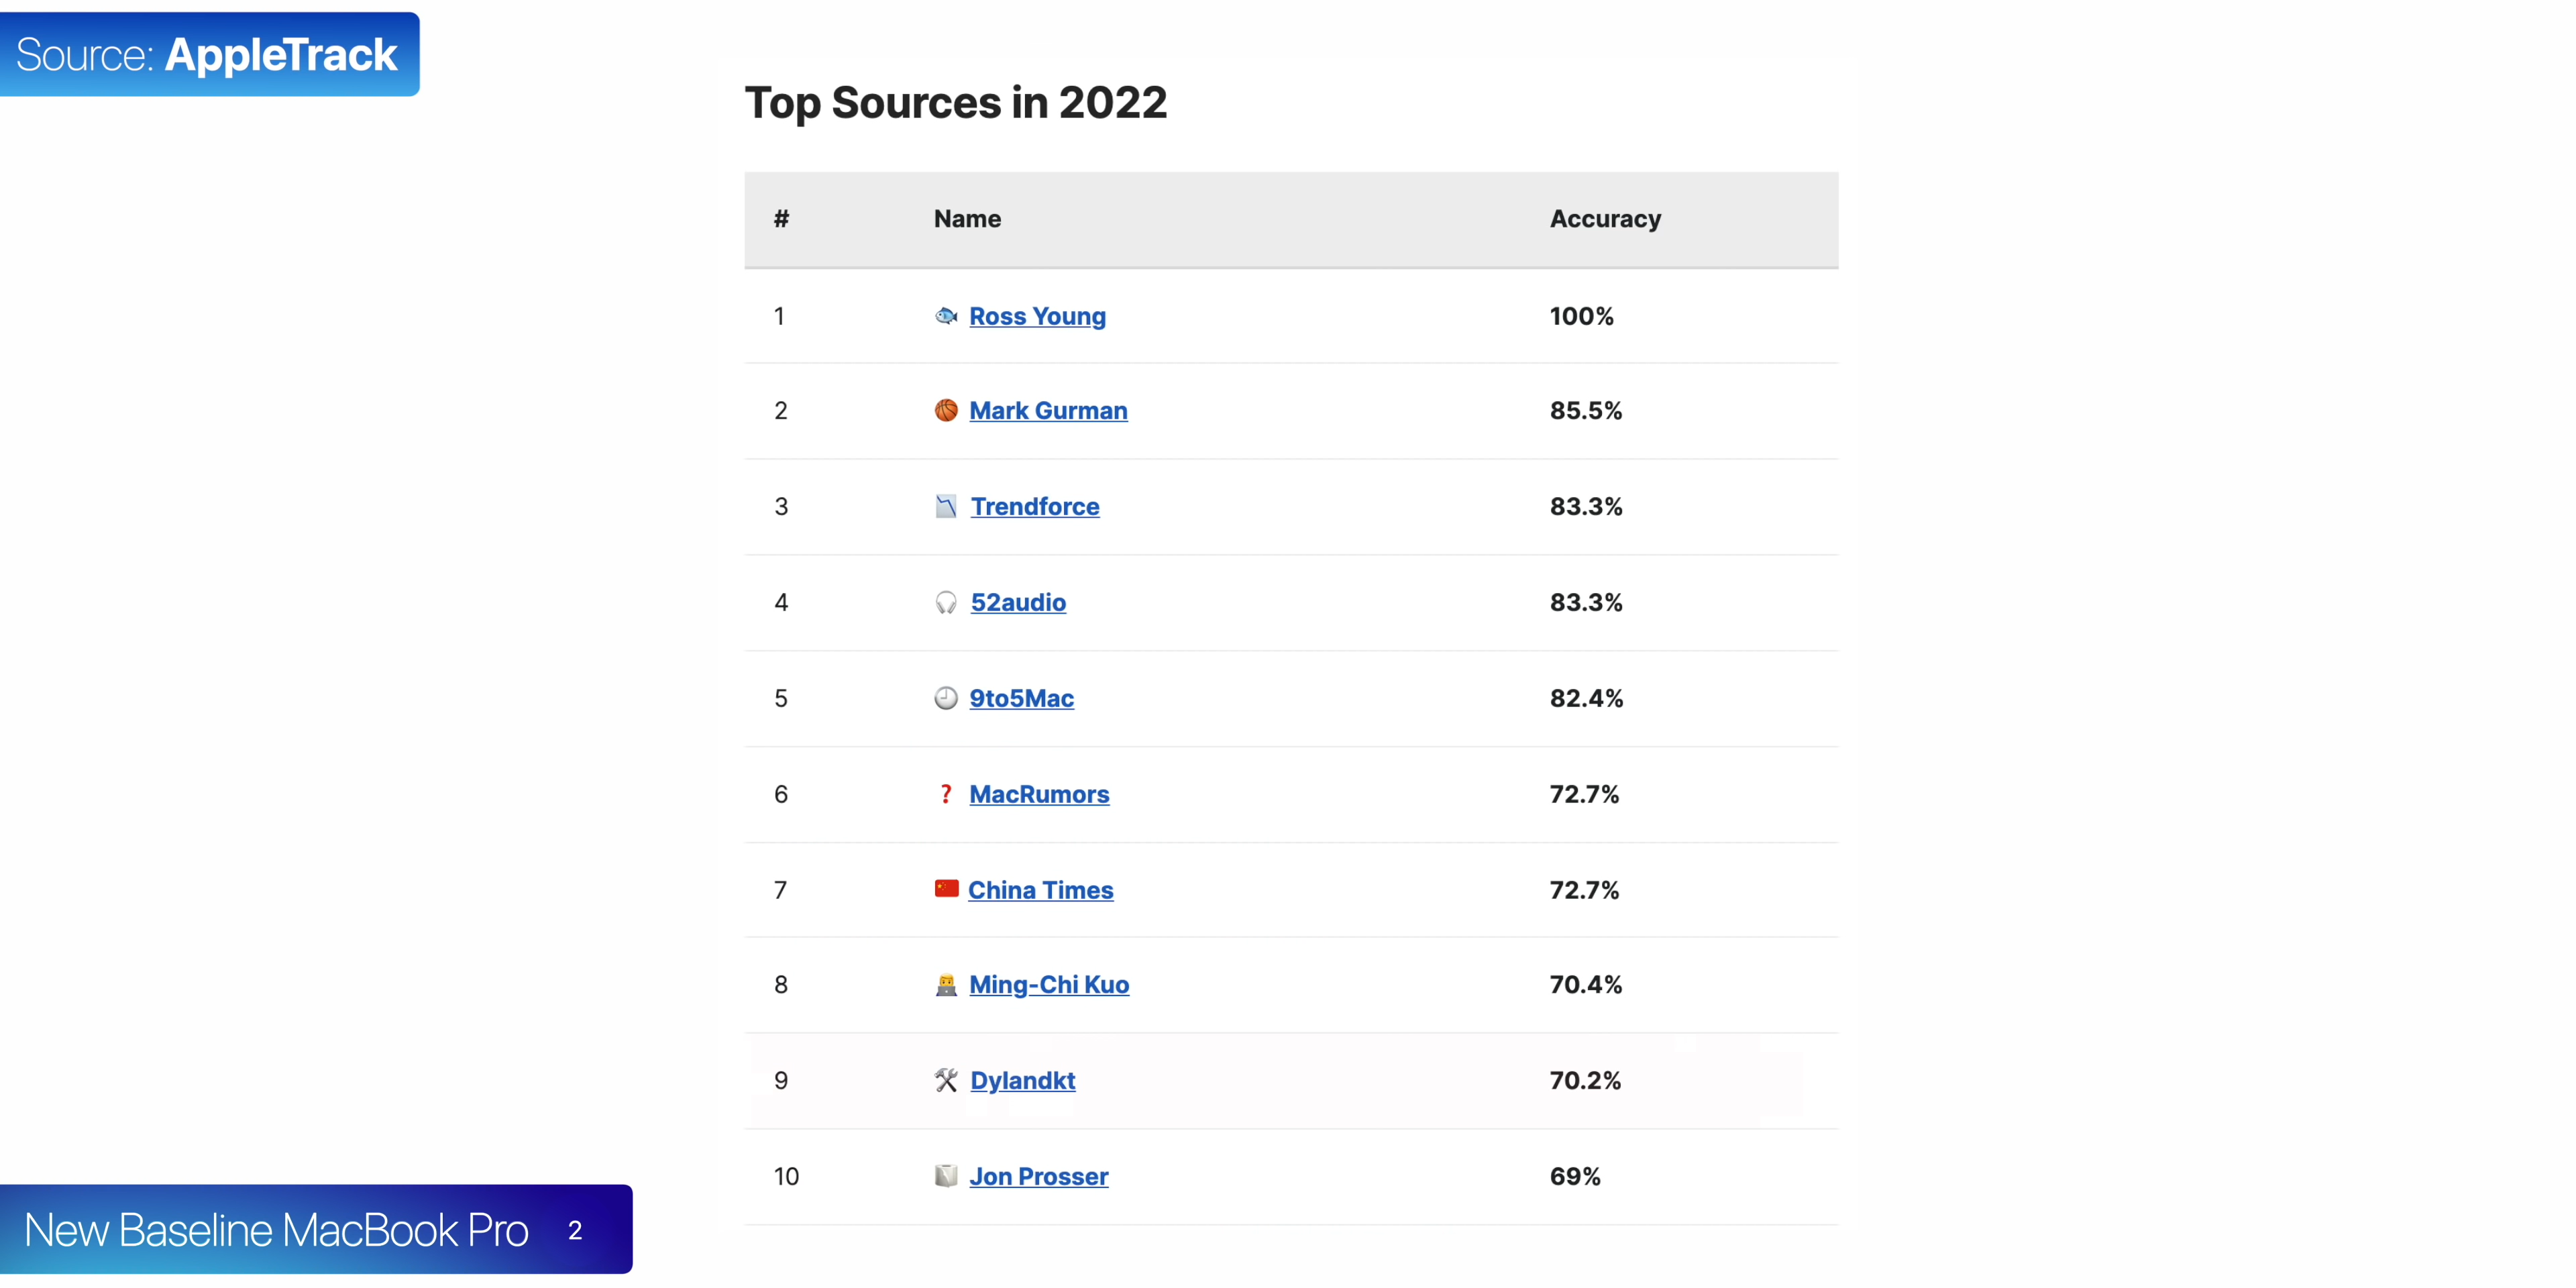 Source: AppleTrack
Top Sources in 2022
# Name Accuracy
1 Ross Young 100%
2 Mark Gurman 85.5%
3 Trendforce 83.3%
4 52audio 83.3%
5 9to5Mac 82.4%
6 ? MacRumors 72.7%
7 China Times 72.7%
8 Ming-Chi Kuo 70.4%
9 Dylandkt 70.2%
10 Jon Prosser 69%
New Baseline MacBook Pro 2